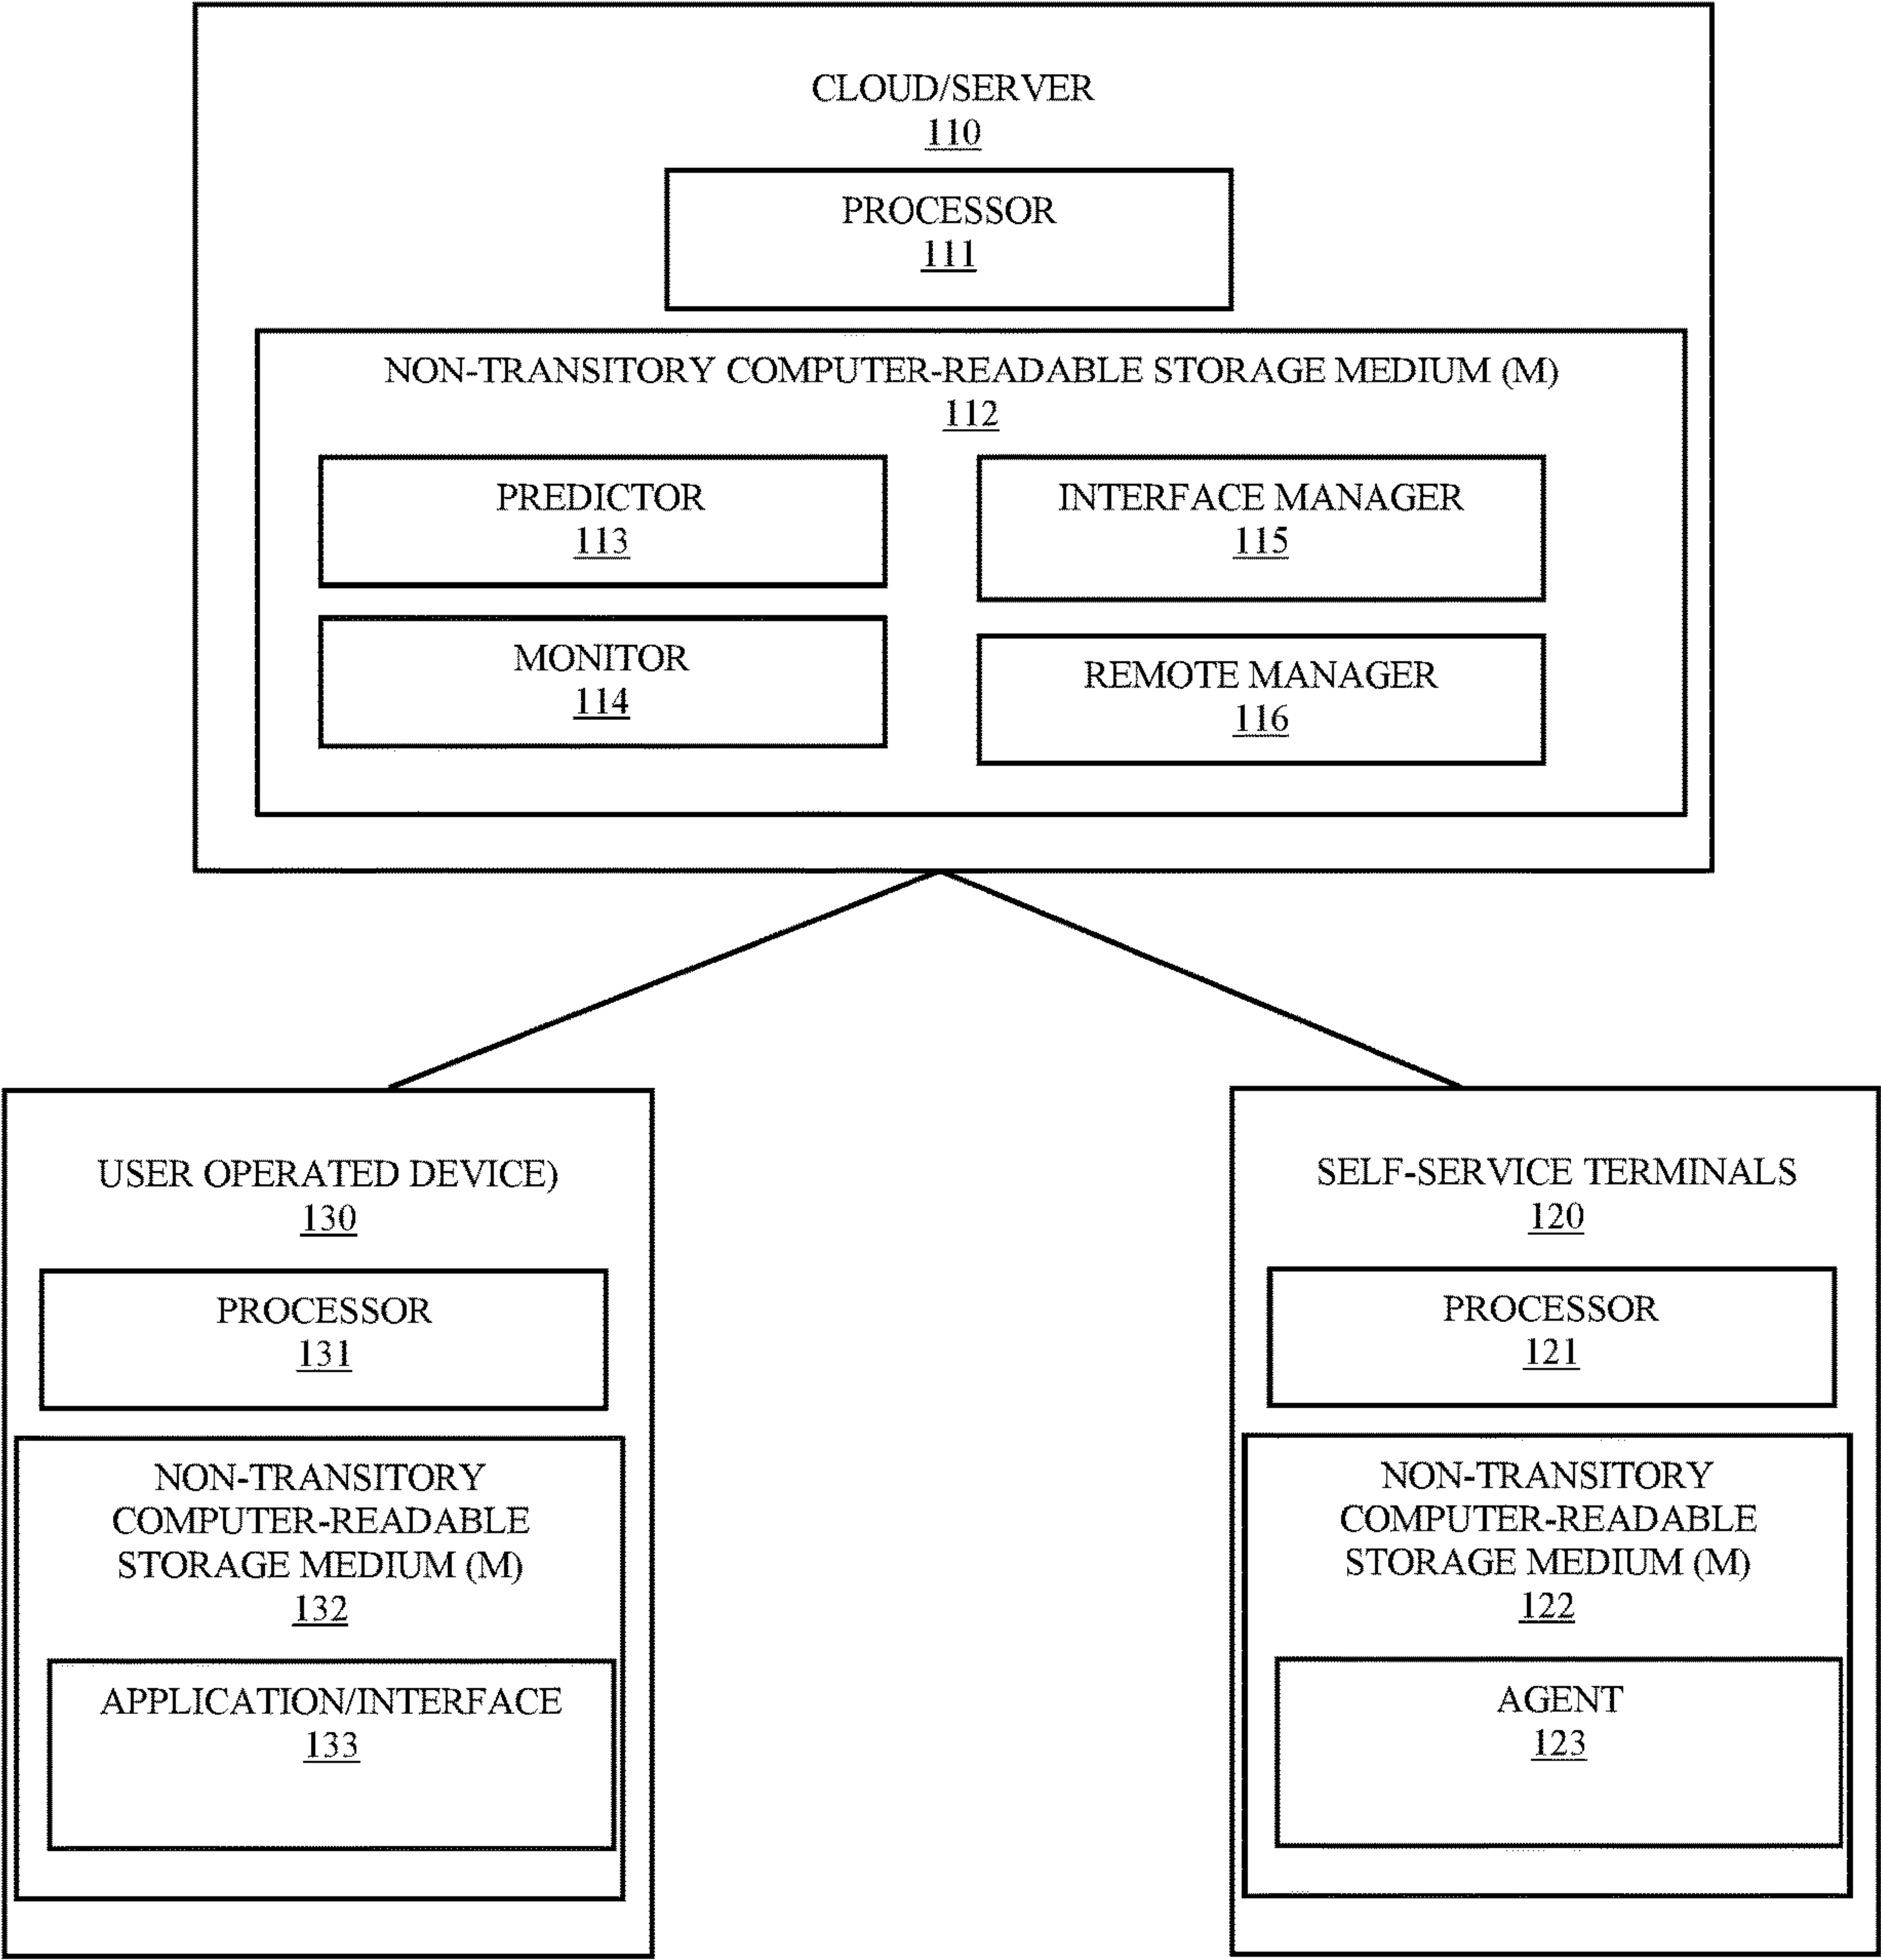 CLOUD/SERVER
110
PROCESSOR
111
NON-TRANSITORY COMPUTER-READABLE STORAGE MEDIUM (M)
112
PREDICTOR
113
INTERFACE MANAGER
115
MONITOR
114
REMOTE MANAGER
116
USER OPERATED DEVICE)
130
PROCESSOR
131
NON-TRANSITORY
COMPUTER-READABLE
STORAGE MEDIUM (M)
132
APPLICATION/INTERFACE
133
SELF-SERVICE TERMINALS
120
PROCESSOR
121
NON-TRANSITORY
COMPUTER-READABLE
STORAGE MEDIUM (M)
122
AGENT
123